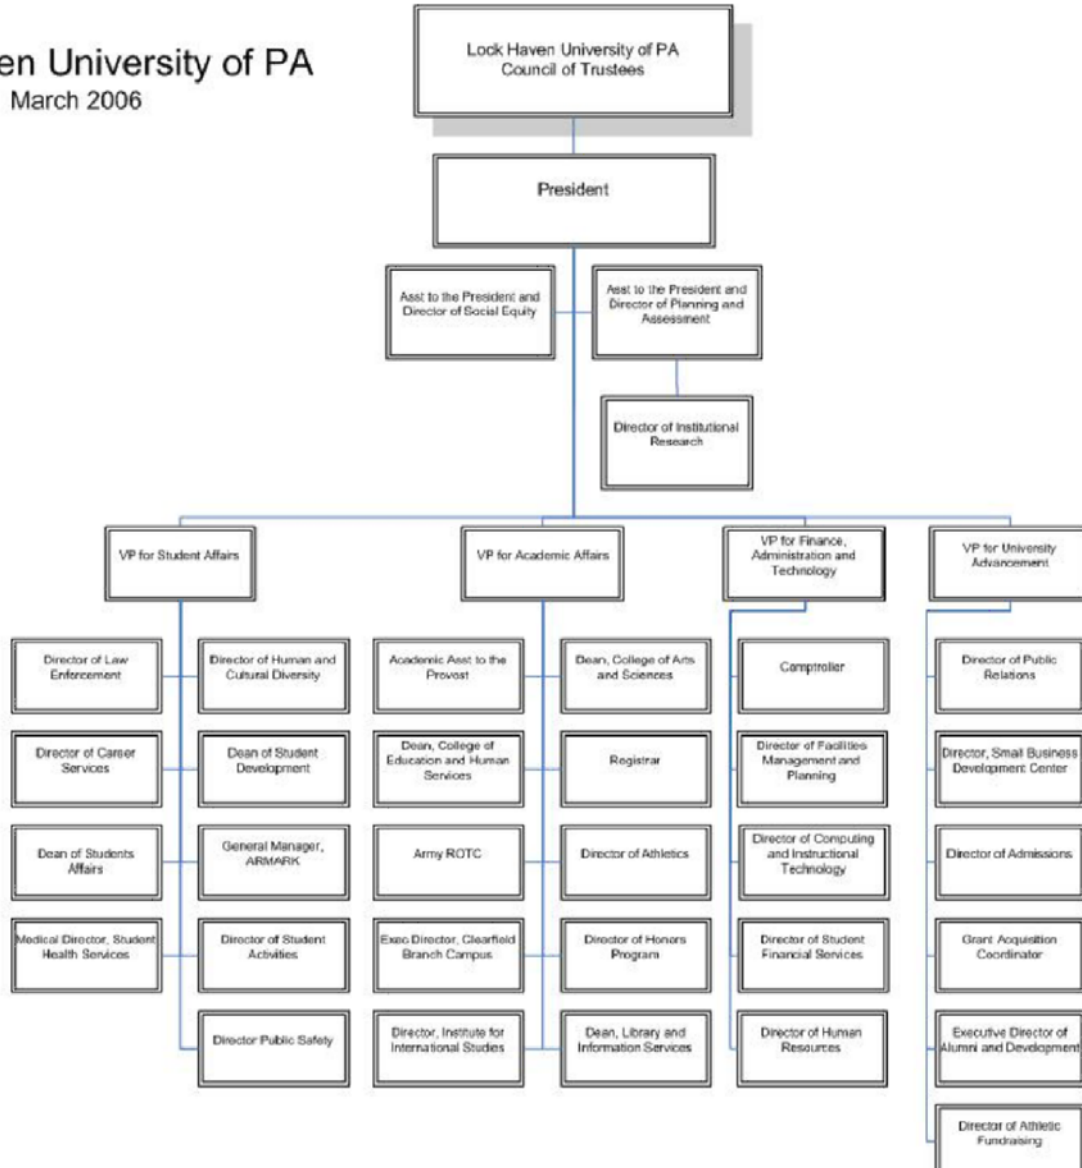 en University of PA
March 2006
Lock Haven University of PA
Council of Trustees
President
Asst to the President and
Director of Social Equity
Asst to the President and
Director of Planning and
Assessment
Director of Institutional
Research
VP for Student Affairs
VP for Academic Affairs
VP for Finance,
Administration and
Technology
VP for University
Advancement
Director of Law
Enforcement
Director of Human and
Cultural Diversity
Academic Asst to the
Provost
Dean, College of Arts
and Sciences
Comptroller
Director of Public
Relations
Director of Career
Services
Dean of Student
Development
Dean, College of
Education and Human
Services
Registrar
Director of Facilities
Management and
Planning
Director, Small Business
Development Center
Dean of Students
Affairs
General Manager,
ARMARK
Army ROTC
Director of Athletics
Director of Computing
and Instructional
Technology
Director of Admissions
Medical Director, Student
Health Services
Director of Student
Activities
Exec Director, Clearfield
Branch Campus
Director of Honors
Program
Director of Student
Financial Services
Grant Acquisition
Coordinator
Director Public Safety
Director, Institute for
International Studies
Dean, Library and
Information Services
Director of Human
Resources
Executive Director of
Alumni and Development
Director of Athletic
Fundraising